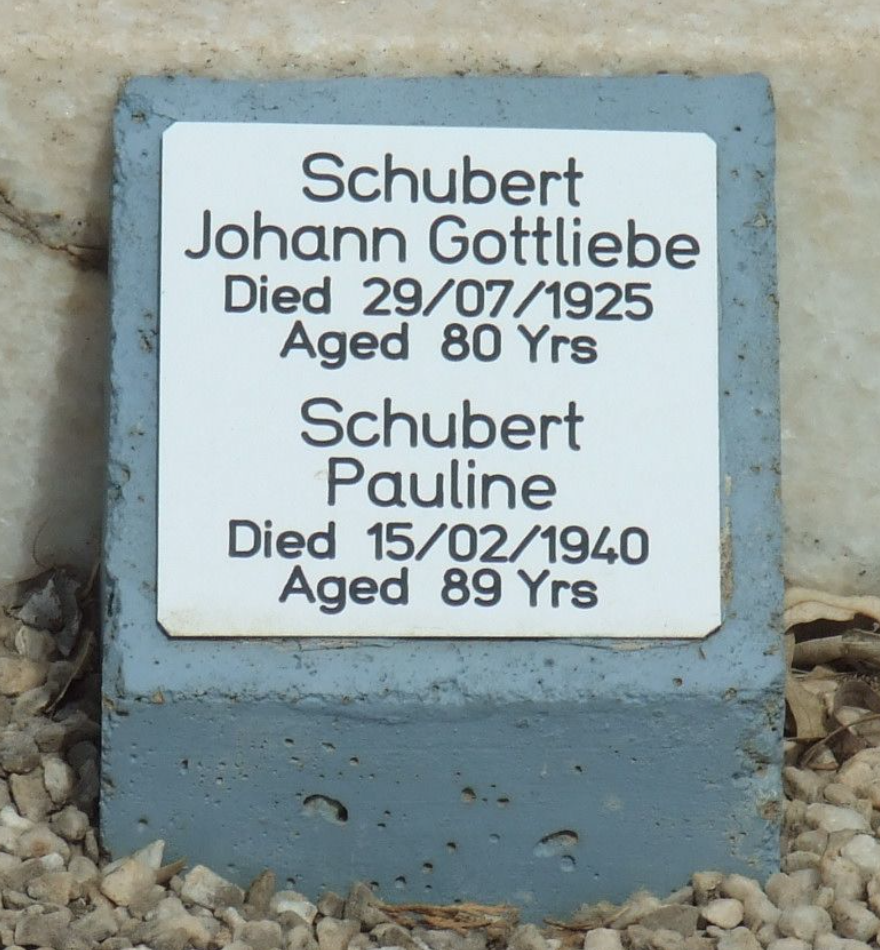 Schubert
Johann Gottliebe
Died 29/07/1925
Aged 80 Yrs
Schubert
Pauline
Died 15/02/1940
Aged 89 Yrs